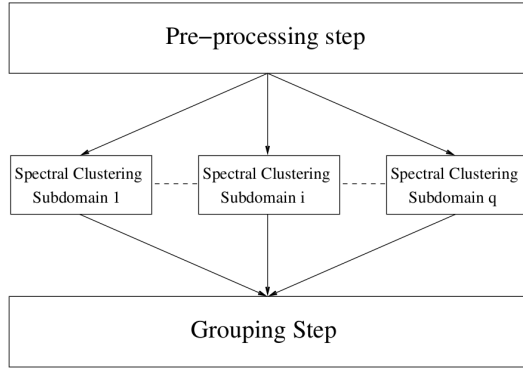 Pre-processing step
Spectral Clustering
Subdomain 1
Spectral Clustering
Subdomain i
Spectral Clustering
Subdomain q
Grouping Step